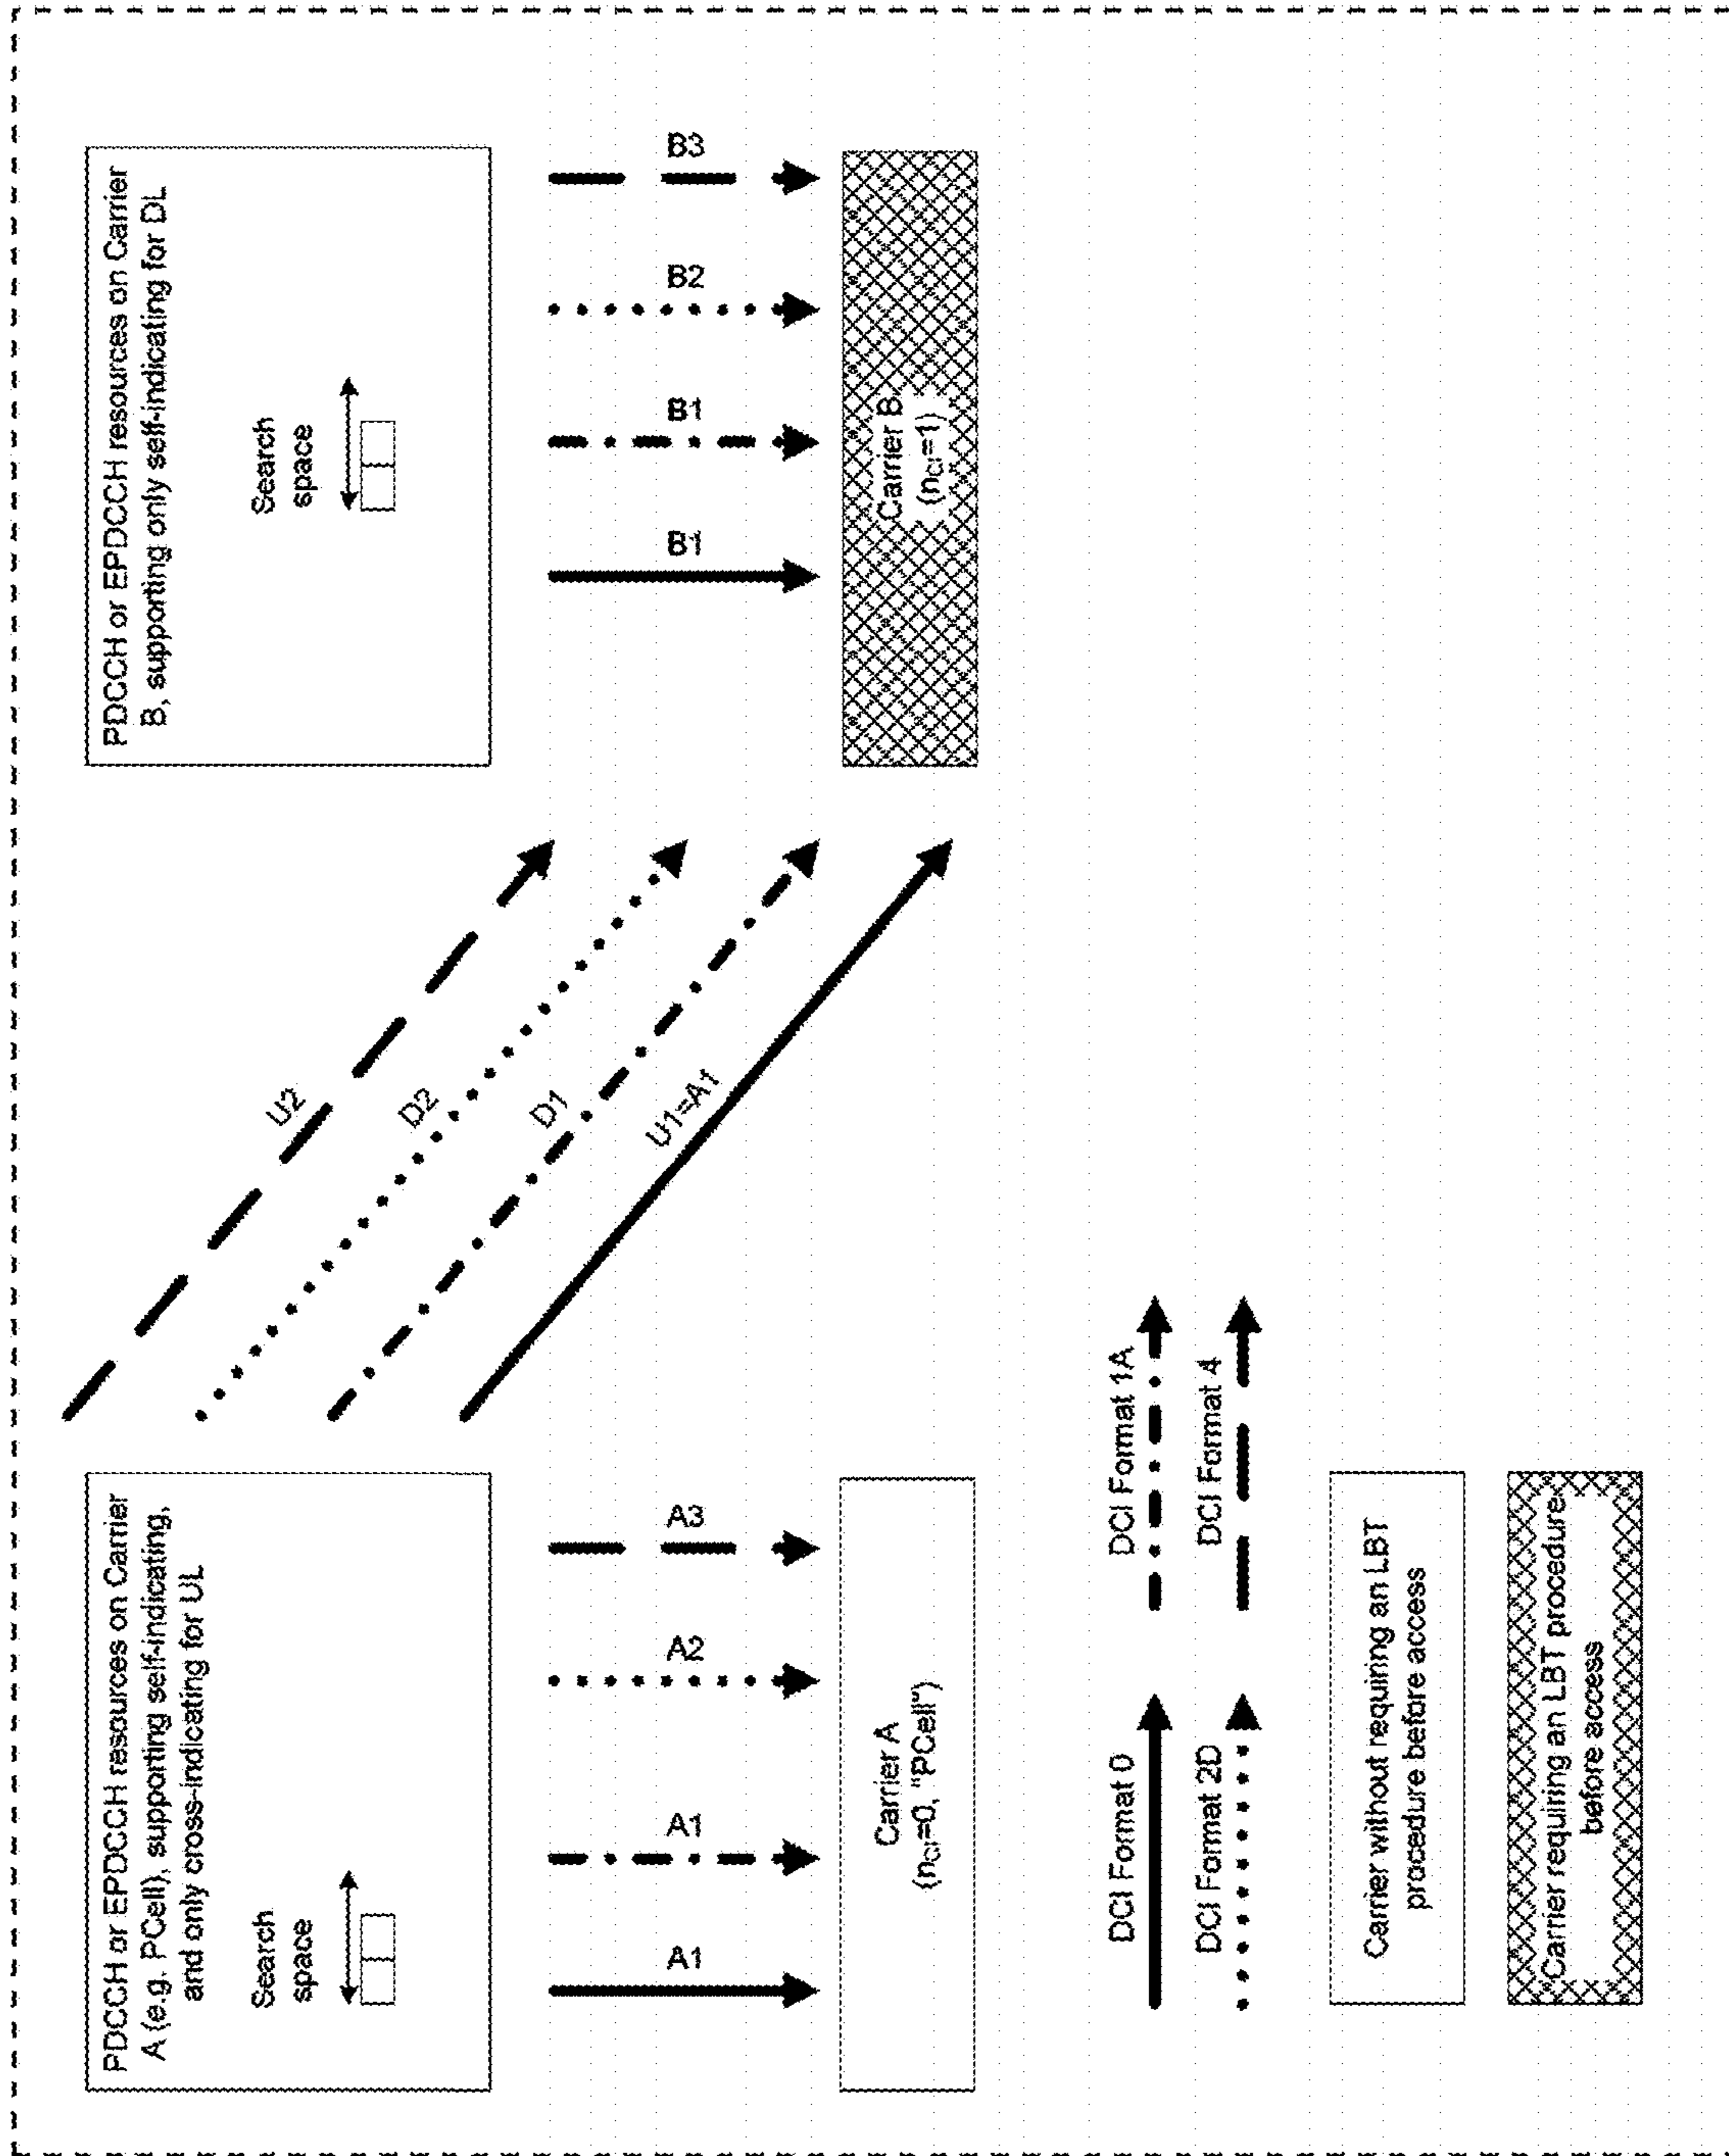 PDCCH or EPDCCH resources on Carrier
A (e.g. PCell), supporting self-indicating,
and only cross-indicating for UL
Search
space
A1
A1
A2
A3
Carrier A
(nCI=0, "PCell")
U2
D2
D1
U1=A1
PDCCH or EPDCCH resources on Carrier
B, supporting only self-indicating for DL
Search
space
B1
B1
B2
B3
Carrier B
(nCI=1)
DCI Format 0
DCI Format 1A
DCI Format 2D
DCI Format 4
Carrier without requiring an LBT
procedure before access
Carrier requiring an LBT procedure
before access